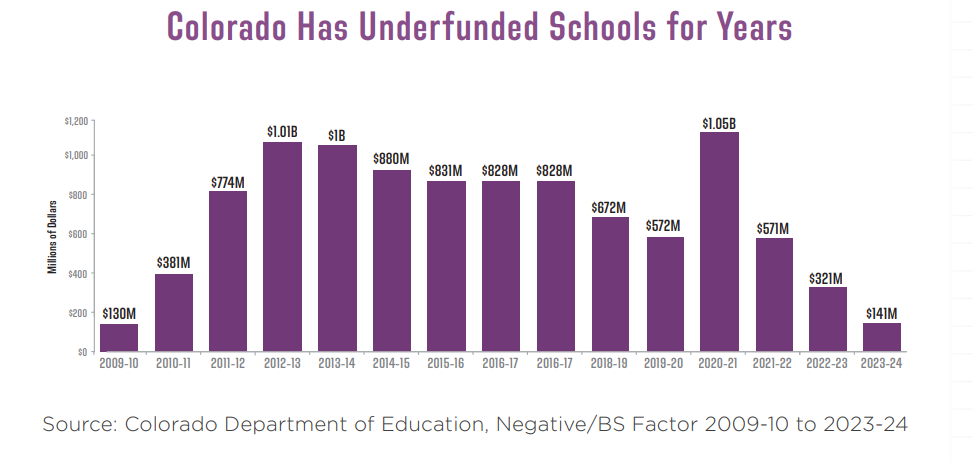 Colorado Has Underfunded Schools for Years
$1,200
$1,000
$800
$600
$400
$200
$0
Millions of Dollars
$130M
$381M
$774M
$1.01B
$1B
$880M
$831M
$828M
$828M
$672M
$572M
$1.05B
$571M
$321M
$141M
2009-10 2010-11 2011-12 2012-13 2013-14 2014-15 2015-16 2016-17 2016-17 2018-19 2019-20 2020-21 2021-22 2022-23 2023-24
Source: Colorado Department of Education, Negative/BS Factor 2009-10 to 2023-24